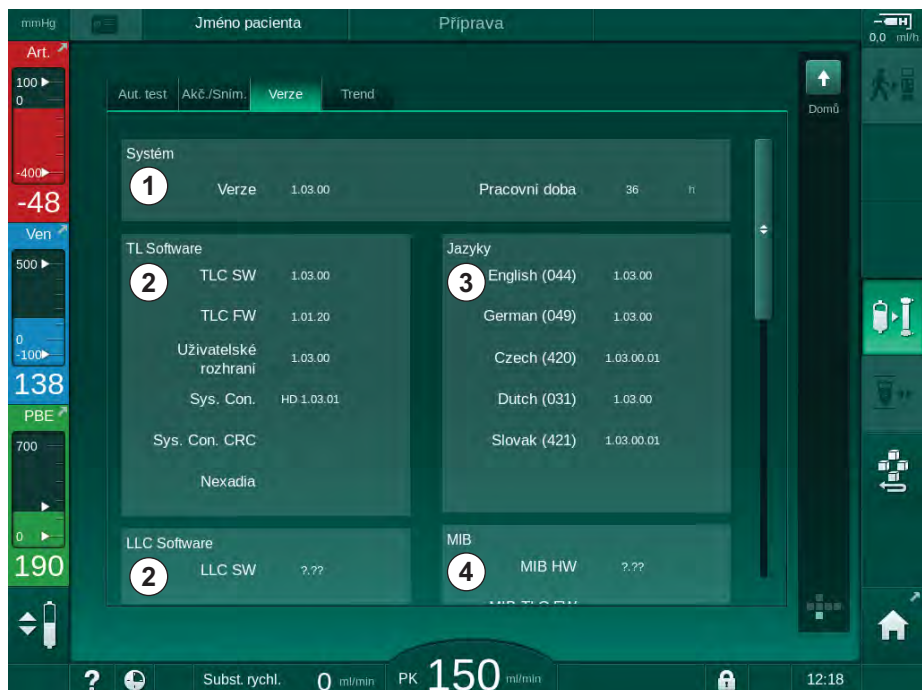 mmHg
Jméno pacienta
Příprava
0,0 ml/h
Art.
100
0
-400
-48
Ven
500
0
-100
138
PBE
700
0
190
Aut. test
Akč./Sním.
Verze
Trend
Domů
Systém
1
Verze 1.03.00
Pracovní doba 36 h
TL Software
2
TLC SW 1.03.00
TLC FW 1.01.20
Uživatelské
rozhraní 1.03.00
Sys. Con. HD 1.03.01
Sys. Con. CRC
Nexadia
Jazyky
3
English (044) 1.03.00
German (049) 1.03.00
Czech (420) 1.03.00.01
Dutch (031) 1.03.00
Slovak (421) 1.03.00.01
LLC Software
2
LLC SW ?.??
MIB
4
MIB HW ?.??
?
Subst. rychl. 0 ml/min
PK 150 ml/min
12:18